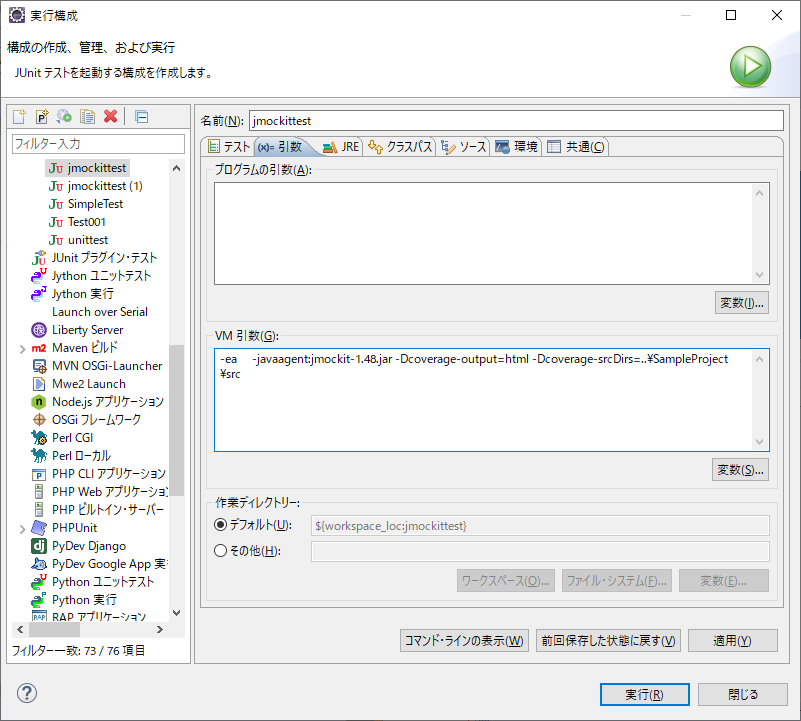 実行構成
構成の作成、管理、および実行
JUnit テストを起動する構成を作成します。
フィルター入力
jmockittest
jmockittest (1)
SimpleTest
Test001
unittest
JUnit プラグイン・テスト
Jython ユニットテスト
Jython 実行
Launch over Serial
Liberty Server
Maven ビルド
MVN OSGi-Launcher
Mwe2 Launch
Node.js アプリケーション
OSGi フレームワーク
Perl CGI
Perl ローカル
PHP CLI アプリケーション
PHP Web アプリケーション
PHP ビルトイン・サーバー
PHPUnit
PyDev Django
PyDev Google App 実
Python ユニットテスト
Python 実行
RAP アプリケーション
フィルター一致: 73 / 76 項目
名前(N): jmockittest
テスト (x)= 引数 JRE クラスパス ソース 環境 共通(C)
プログラムの引数(A):
変数(I)...
VM 引数(G):
-ea -javaagent:jmockit-1.48.jar -Dcoverage-output=html -Dcoverage-srcDirs=..¥SampleProject
¥src
変数(S)...
作業ディレクトリー:
デフォルト(U): ${workspace_loc:jmockittest}
その他(H):
ワークスペース(O)... ファイル・システム(F)... 変数(E)...
コマンド・ラインの表示(W) 前回保存した状態に戻す(V) 適用(Y)
実行(R) 閉じる